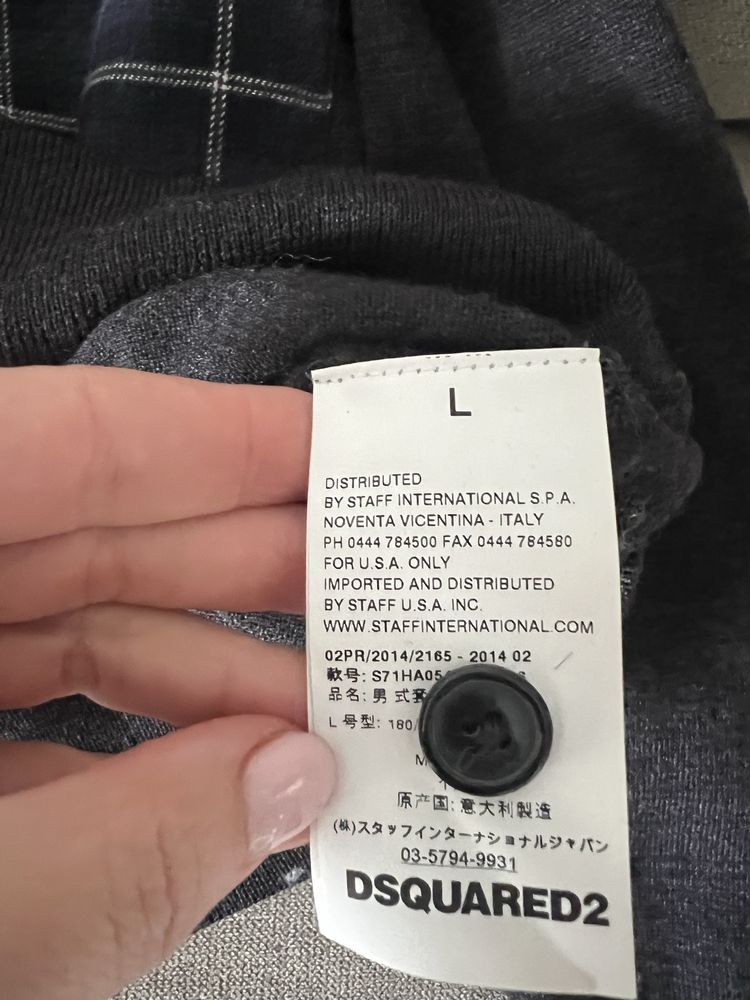 L
DISTRIBUTED
BY STAFF INTERNATIONAL S.P.A.
NOVENTA VICENTINA - ITALY
PH 0444 784500 FAX 0444 784580
FOR U.S.A. ONLY
IMPORTED AND DISTRIBUTED
BY STAFF U.S.A. INC.
WWW.STAFFINTERNATIONAL.COM
02PR/2014/2165 - 2014 02
款号:
品名: 男 式
L 号型: 180/
原产国: 意大利製造
(株)スタッフインターナショナルジャパン
03-5794-9931
DSQUARED2